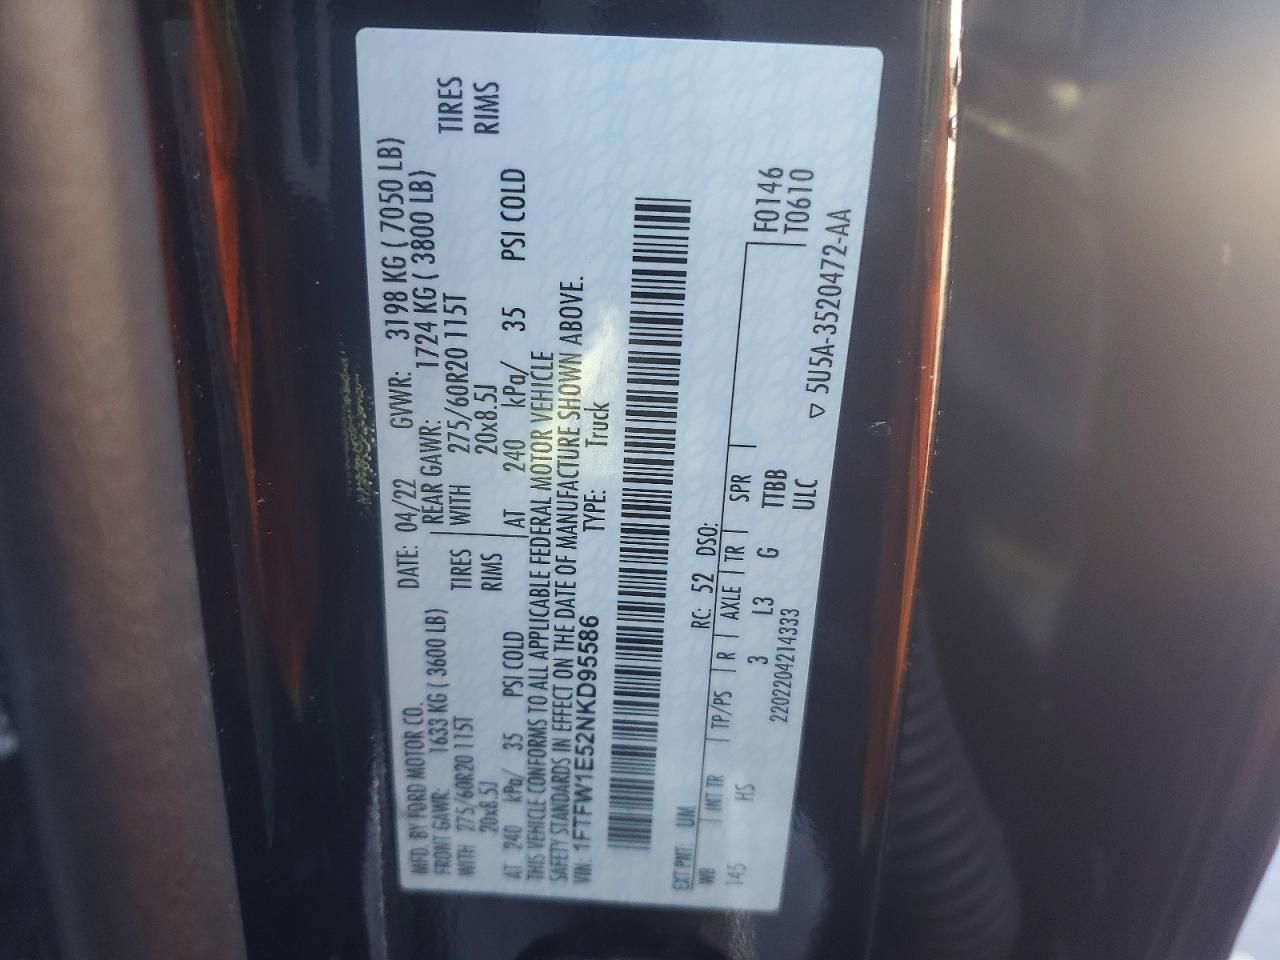 MFD. BY FORD MOTOR CO. DATE: 04/22 GVWR: 3198 KG ( 7050 LB)
FRONT GAWR: 1633 KG ( 3600 LB) REAR GAWR: 1724 KG ( 3800 LB)
WITH 275/60R20 115T TIRES WITH 275/60R20 115T TIRES
20x8.5J RIMS 20x8.5J RIMS
AT 240 kPa/ 35 PSI COLD AT 240 kPa/ 35 PSI COLD
THIS VEHICLE CONFORMS TO ALL APPLICABLE FEDERAL MOTOR VEHICLE
SAFETY STANDARDS IN EFFECT ON THE DATE OF MANUFACTURE SHOWN ABOVE.
VIN: 1FTFW1E52NKD95586 TYPE: Truck
EXT PNT: UM RC: 52 DSO:
WB INT TR TP/PS R AXLE TR SPR F0146
145 HS 3 L3 G TTBB T0610
2202204214333 ULC
▽ 5U5A-3520472-AA